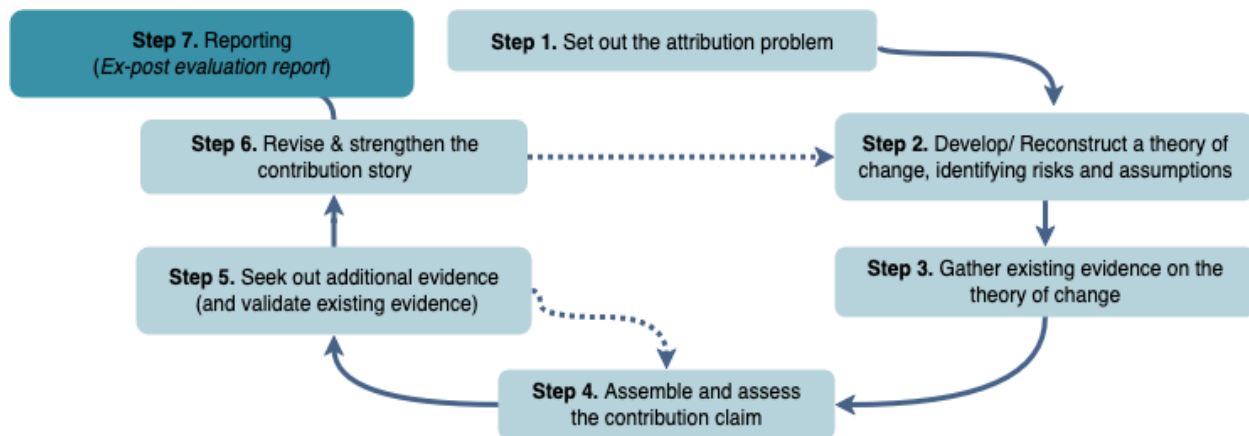 Step 1. Set out the attribution problem
Step 2. Develop/ Reconstruct a theory of
change, identifying risks and assumptions
Step 3. Gather existing evidence on the
theory of change
Step 4. Assemble and assess
the contribution claim
Step 5. Seek out additional evidence
(and validate existing evidence)
Step 6. Revise & strengthen the
contribution story
Step 7. Reporting
(Ex-post evaluation report)